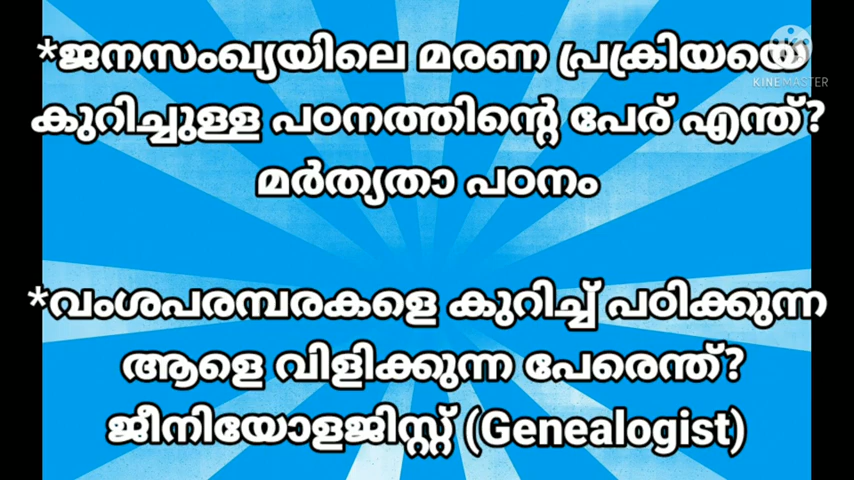 *ജനസംഖ്യയിലെ മരണ പ്രക്രിയയെ
കുറിച്ചുള്ള പഠനത്തിന്റെ പേര് എന്ത്?
മർത്യതാ പഠനം
*വംശപരമ്പരകളെ കുറിച്ച് പഠിക്കുന്ന
ആളെ വിളിക്കുന്ന പേരെന്ത്?
ജീനിയോളജിസ്റ്റ് (Genealogist)
KINEMASTER